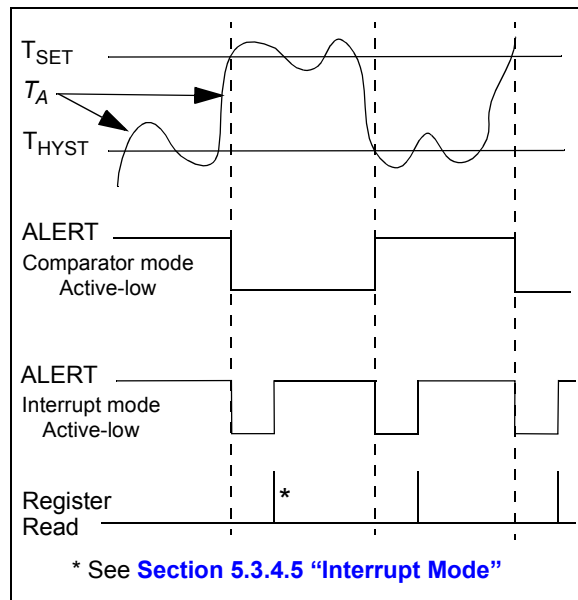 TSET
TA
THYST
ALERT
Comparator mode
Active-low
ALERT
Interrupt mode
Active-low
*
Register
Read
* See Section 5.3.4.5 “Interrupt Mode”